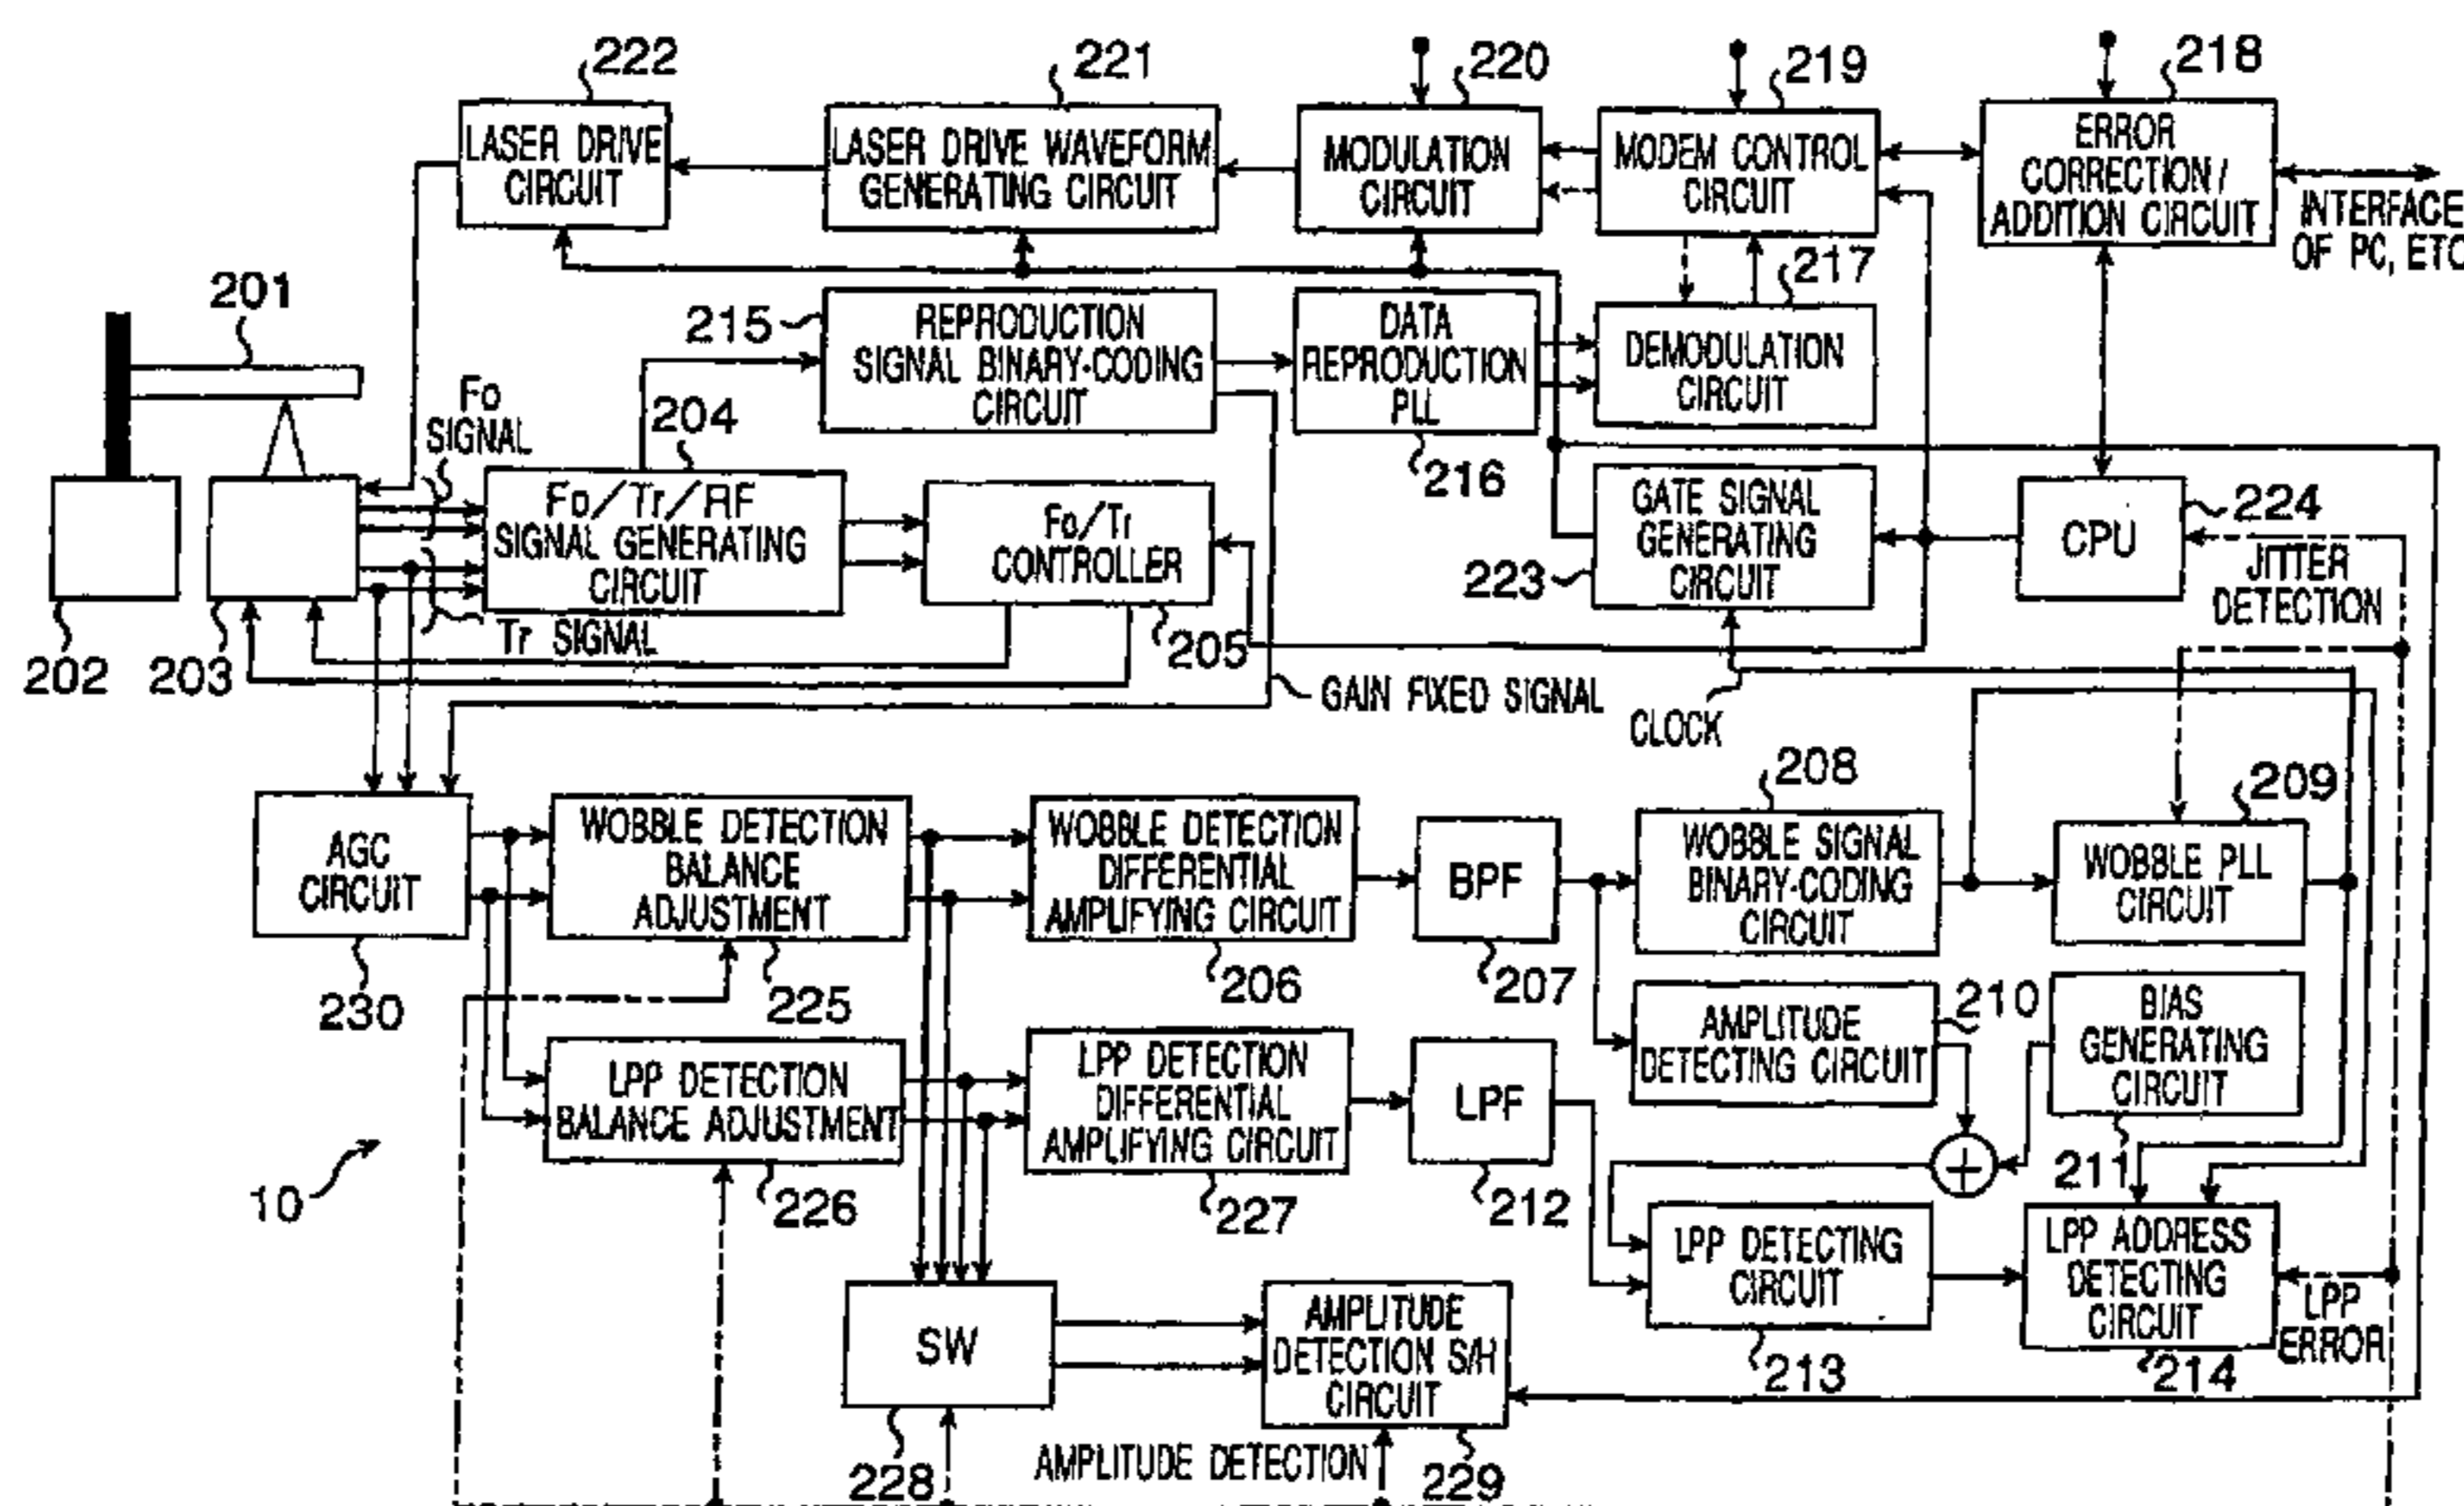 222
221
220
219
218
LASER DRIVE
CIRCUIT
LASER DRIVE WAVEFORM
GENERATING CIRCUIT
MODULATION
CIRCUIT
MODEM CONTROL
CIRCUIT
ERROR
CORRECTION/
ADDITION CIRCUIT
INTERFACE
OF PC, ETC
201
215
REPRODUCTION
SIGNAL BINARY-CODING
CIRCUIT
DATA
REPRODUCTION
PLL
216
217
DEMODULATION
CIRCUIT
Fo
SIGNAL
204
Fo/Tr/RF
SIGNAL GENERATING
CIRCUIT
Fo/Tr
CONTROLLER
205
GATE SIGNAL
GENERATING
CIRCUIT
223
CPU
224
JITTER
DETECTION
202
203
Tr SIGNAL
GAIN FIXED SIGNAL
CLOCK
208
209
AGC
CIRCUIT
230
WOBBLE DETECTION
BALANCE
ADJUSTMENT
225
WOBBLE DETECTION
DIFFERENTIAL
AMPLIFYING CIRCUIT
206
BPF
207
WOBBLE SIGNAL
BINARY-CODING
CIRCUIT
WOBBLE PLL
CIRCUIT
AMPLITUDE
DETECTING CIRCUIT
210
BIAS
GENERATING
CIRCUIT
211
LPP DETECTION
BALANCE ADJUSTMENT
226
LPP DETECTION
DIFFERENTIAL
AMPLIFYING CIRCUIT
227
LPF
212
+
10
LPP DETECTING
CIRCUIT
213
LPP ADDRESS
DETECTING
CIRCUIT
214
LPP
ERROR
SW
228
AMPLITUDE
DETECTION S/H
CIRCUIT
229
AMPLITUDE DETECTION